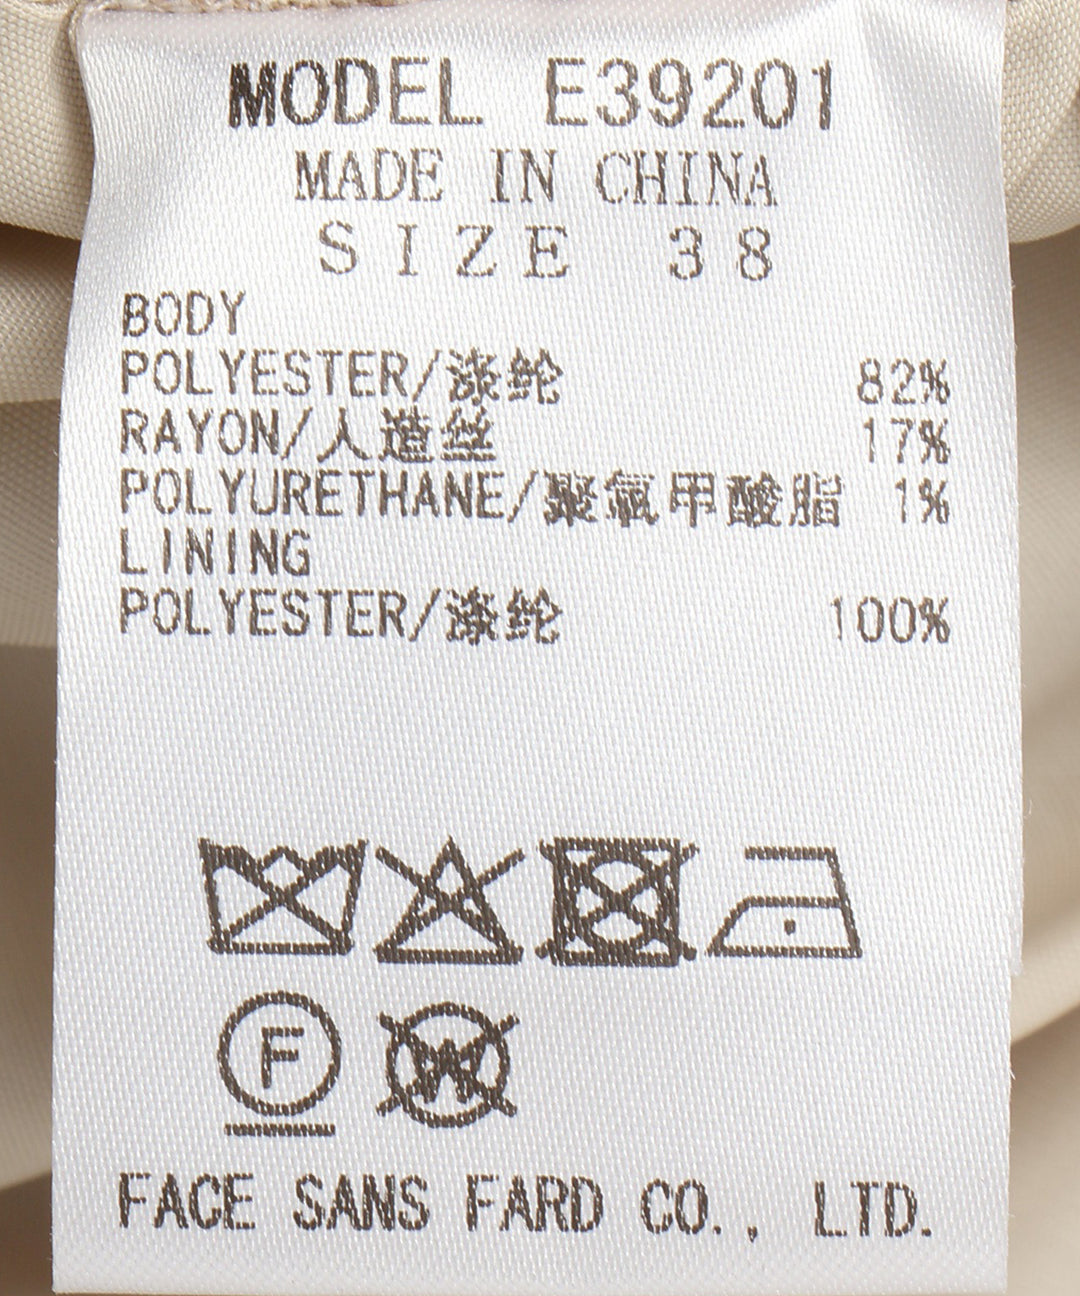 MODEL E39201
MADE IN CHINA
SIZE 38
BODY
POLYESTER/涤纶 82%
RAYON/人造丝 17%
POLYURETHANE/聚氨甲酸脂 1%
LINING
POLYESTER/涤纶 100%
F W
FACE SANS FARD CO., LTD.